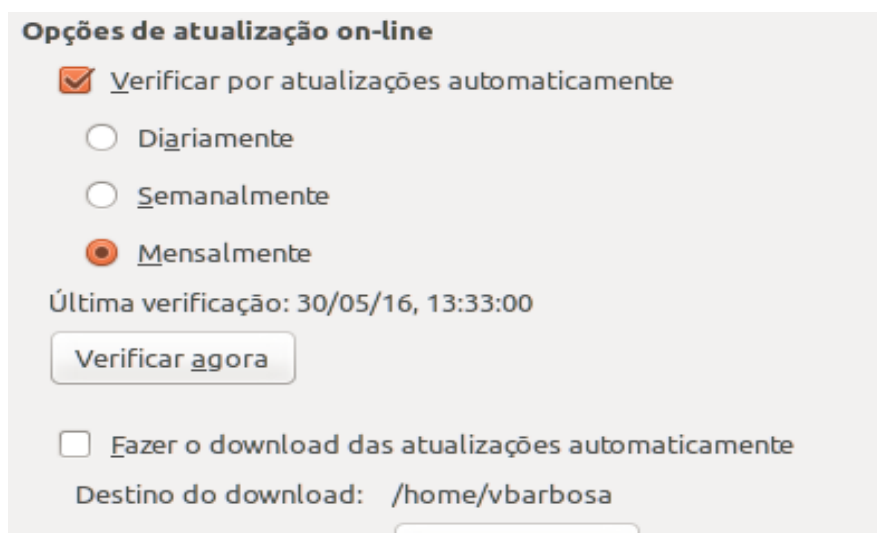 Opções de atualização on-line
Verificar por atualizações automaticamente
Diariamente
Semanalmente
Mensalmente
Última verificação: 30/05/16, 13:33:00
Verificar agora
Fazer o download das atualizações automaticamente
Destino do download: /home/vbarbosa